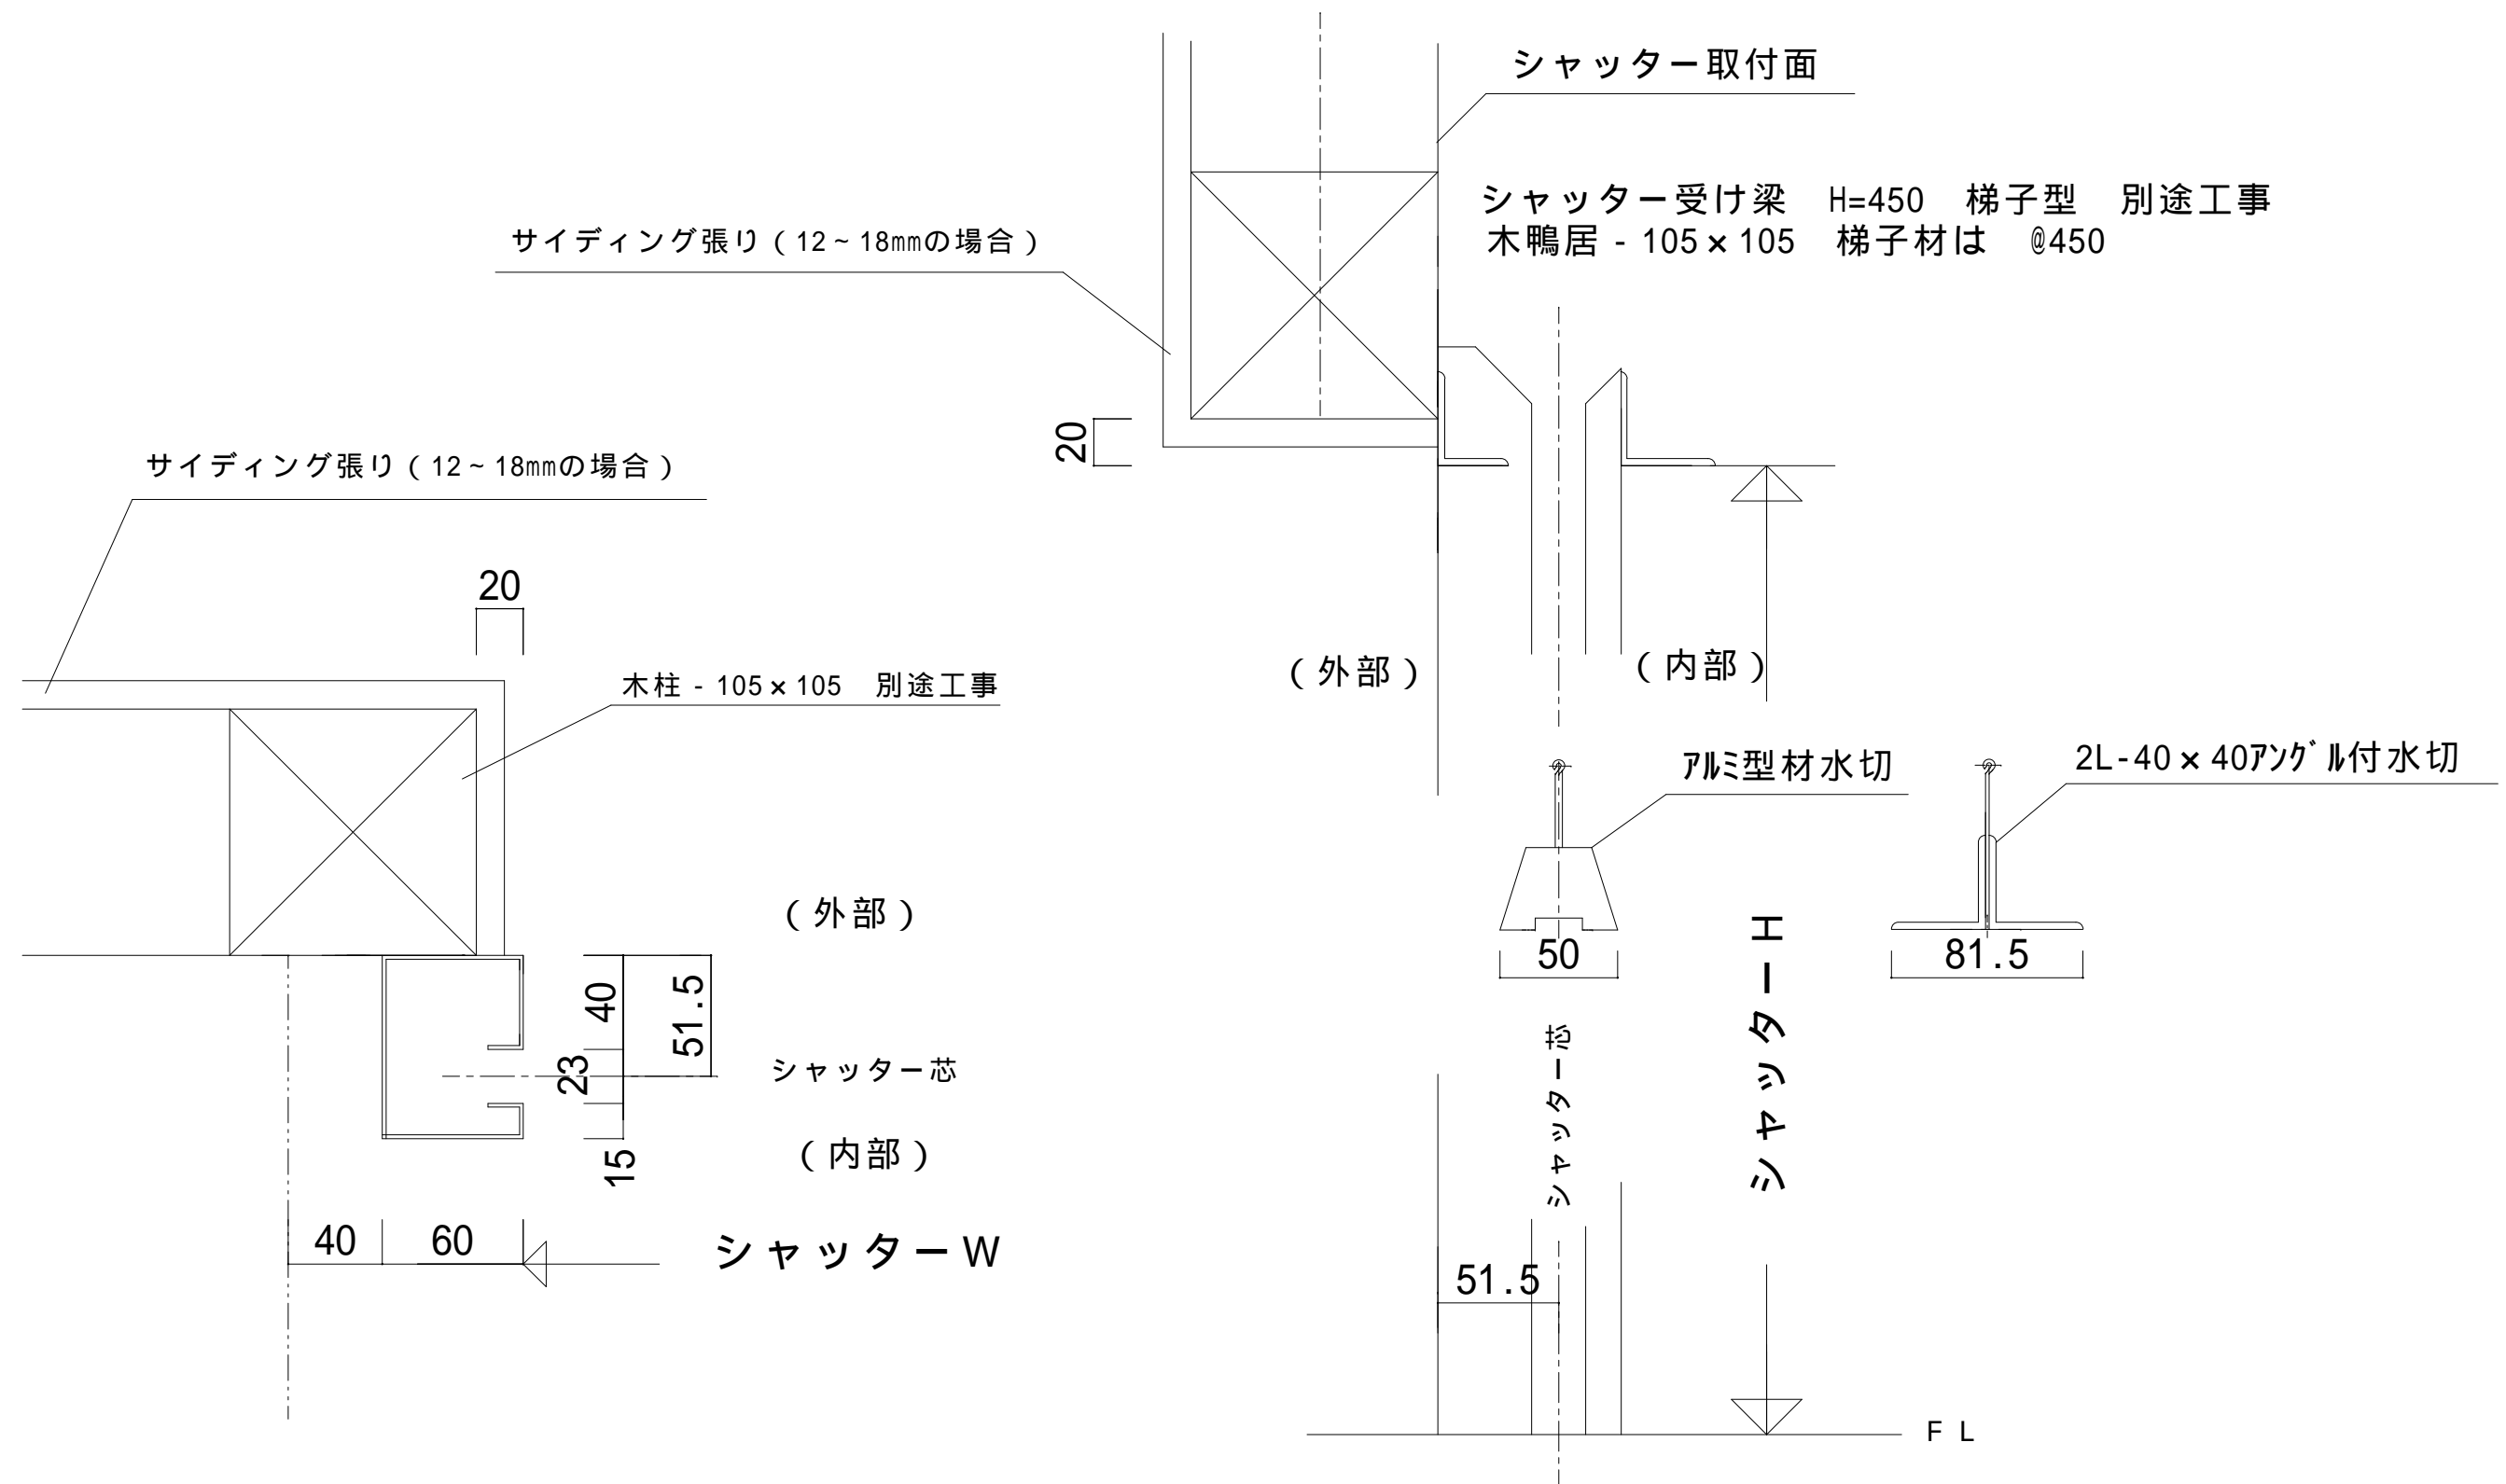 シャッター取付面
シャッター受け梁　H=450　梯子型　別途工事
木鴨居 - 105×105　梯子材は　@450
サイディング張り（12~18mmの場合）
20
サイディング張り（12~18mmの場合）
20
木柱 - 105×105　別途工事
（外部）
（内部）
ｱﾙﾐ型材水切
2L-40×40ｱﾝｸﾞﾙ付水切
（外部）
50
81.5
40
51.5
23
シャッター芯
15
（内部）
シャッター芯
シャッターH
40
60
シャッターW
51.5
FL